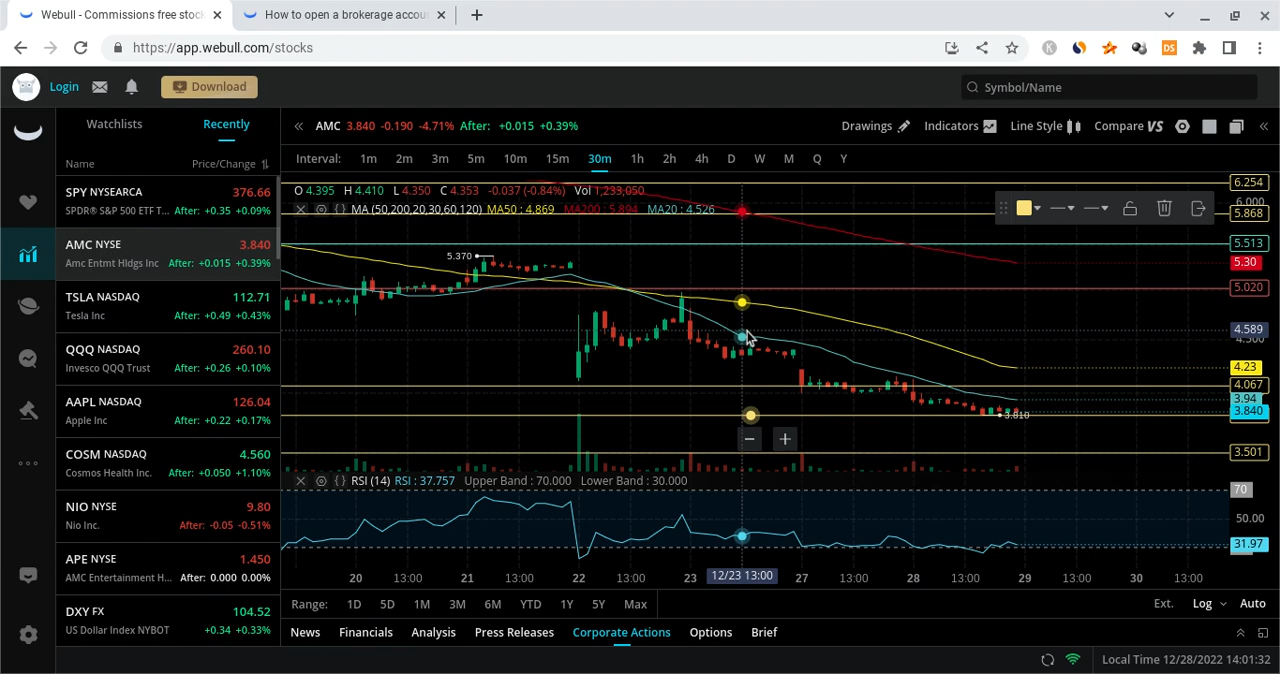 Webull - Commissions free stoc
How to open a brokerage accou
https://app.webull.com/stocks
K
DS
Login
Download
Symbol/Name
Watchlists
Recently
Name
Price/Change
SPY NYSEARCA 376.66
SPDR® S&P 500 ETF T... After: +0.35 +0.09%
AMC NYSE 3.840
Amc Entmt Hldgs Inc After: +0.015 +0.39%
TSLA NASDAQ 112.71
Tesla Inc After: +0.49 +0.43%
QQQ NASDAQ 260.10
Invesco QQQ Trust After: +0.26 +0.10%
AAPL NASDAQ 126.04
Apple Inc After: +0.22 +0.17%
COSM NASDAQ 4.560
Cosmos Health Inc. After: +0.050 +1.10%
NIO NYSE 9.80
Nio Inc. After: -0.05 -0.51%
APE NYSE 1.450
AMC Entertainment H... After: 0.000 0.00%
DXY FX 104.52
US Dollar Index NYBOT +0.34 +0.33%
AMC 3.840 -0.190 -4.71% After: +0.015 +0.39%
Drawings
Indicators
Line Style
Compare VS
Interval: 1m 2m 3m 5m 10m 15m 30m 1h 2h 4h D W M Q Y
O 4.395 H 4.410 L 4.350 C 4.353 -0.037 (-0.84%) Vol 1,233,050
MA (50,200,20,30,60,120) MA50 : 4.869 MA200 : 5.894 MA20 : 4.526
5.370
3.810
6.254
6.000
5.868
5.513
5.30
5.020
4.589
4.500
4.23
4.067
3.94
3.840
3.501
RSI (14) RSI : 37.757 Upper Band : 70.000 Lower Band : 30.000
70
50.00
31.97
20 13:00 21 13:00 22 13:00 23 12/23 13:00 27 13:00 28 13:00 29 13:00 30 13:00
Range: 1D 5D 1M 3M 6M YTD 1Y 5Y Max
Ext. Log Auto
News Financials Analysis Press Releases Corporate Actions Options Brief
Local Time 12/28/2022 14:01:32